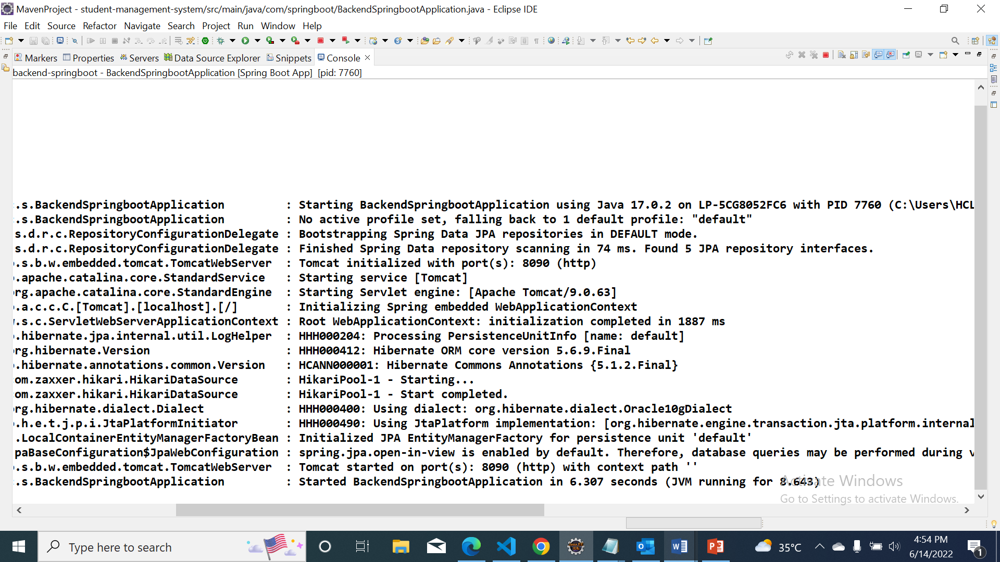 MavenProject - student-management-system/src/main/java/com/springboot/BackendSpringbootApplication.java - Eclipse IDE
File Edit Source Refactor Navigate Search Project Run Window Help
Markers Properties Servers Data Source Explorer Snippets Console
backend-springboot - BackendSpringbootApplication [Spring Boot App] [pid: 7760]
.s.BackendSpringbootApplication : Starting BackendSpringbootApplication using Java 17.0.2 on LP-5CG8052FC6 with PID 7760 (C:\Users\HCL
.s.BackendSpringbootApplication : No active profile set, falling back to 1 default profile: "default"
s.d.r.c.RepositoryConfigurationDelegate : Bootstrapping Spring Data JPA repositories in DEFAULT mode.
s.d.r.c.RepositoryConfigurationDelegate : Finished Spring Data repository scanning in 74 ms. Found 5 JPA repository interfaces.
.s.b.w.embedded.tomcat.TomcatWebServer : Tomcat initialized with port(s): 8090 (http)
.apache.catalina.core.StandardService : Starting service [Tomcat]
rg.apache.catalina.core.StandardEngine : Starting Servlet engine: [Apache Tomcat/9.0.63]
.a.c.c.C.[Tomcat].[localhost].[/] : Initializing Spring embedded WebApplicationContext
.s.c.ServletWebServerApplicationContext : Root WebApplicationContext: initialization completed in 1887 ms
.hibernate.jpa.internal.util.LogHelper : HHH000204: Processing PersistenceUnitInfo [name: default]
rg.hibernate.Version : HHH000412: Hibernate ORM core version 5.6.9.Final
.hibernate.annotations.common.Version : HCANN000001: Hibernate Commons Annotations {5.1.2.Final}
om.zaxxer.hikari.HikariDataSource : HikariPool-1 - Starting...
om.zaxxer.hikari.HikariDataSource : HikariPool-1 - Start completed.
rg.hibernate.dialect.Dialect : HHH000400: Using dialect: org.hibernate.dialect.Oracle10gDialect
.h.e.t.j.p.i.JtaPlatformInitiator : HHH000490: Using JtaPlatform implementation: [org.hibernate.engine.transaction.jta.platform.internal
.LocalContainerEntityManagerFactoryBean : Initialized JPA EntityManagerFactory for persistence unit 'default'
paBaseConfiguration$JpaWebConfiguration : spring.jpa.open-in-view is enabled by default. Therefore, database queries may be performed during v
.s.b.w.embedded.tomcat.TomcatWebServer : Tomcat started on port(s): 8090 (http) with context path ''
.s.BackendSpringbootApplication : Started BackendSpringbootApplication in 6.307 seconds (JVM running for 8.643)
Activate Windows
Go to Settings to activate Windows.
Type here to search
35°C
4:54 PM
6/14/2022
1